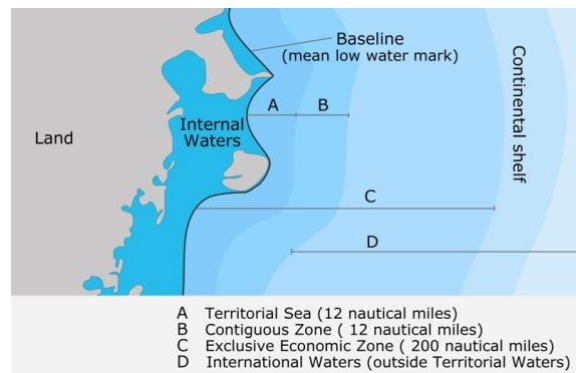 Baseline
(mean low water mark)
A
B
Internal
Waters
Land
Continental shelf
C
D
A Territorial Sea (12 nautical miles)
B Contiguous Zone ( 12 nautical miles)
C Exclusive Economic Zone ( 200 nautical miles)
D International Waters (outside Territorial Waters)